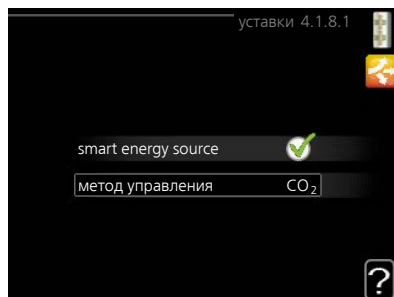 уставки 4.1.8.1
smart energy source
метод управления CO₂
?